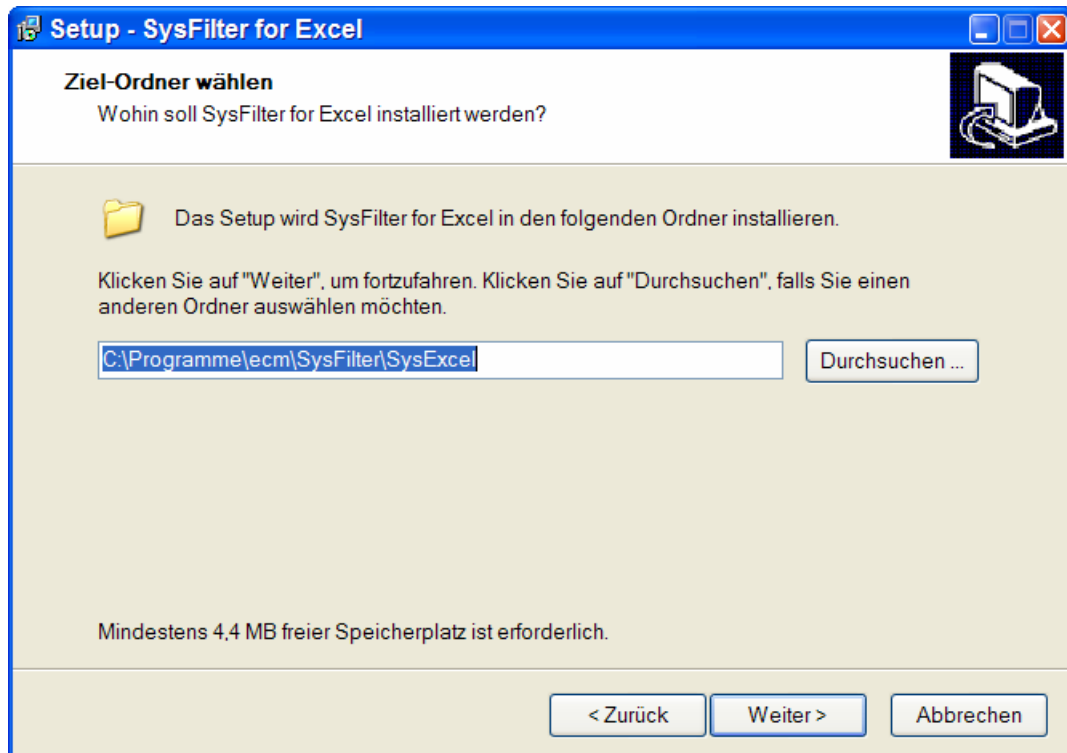 Setup - SysFilter for Excel
Ziel-Ordner wählen
Wohin soll SysFilter for Excel installiert werden?
Das Setup wird SysFilter for Excel in den folgenden Ordner installieren.
Klicken Sie auf "Weiter", um fortzufahren. Klicken Sie auf "Durchsuchen", falls Sie einen
anderen Ordner auswählen möchten.
C:\Programme\ecm\SysFilter\SysExcel
Durchsuchen ...
Mindestens 4,4 MB freier Speicherplatz ist erforderlich.
< Zurück
Weiter >
Abbrechen